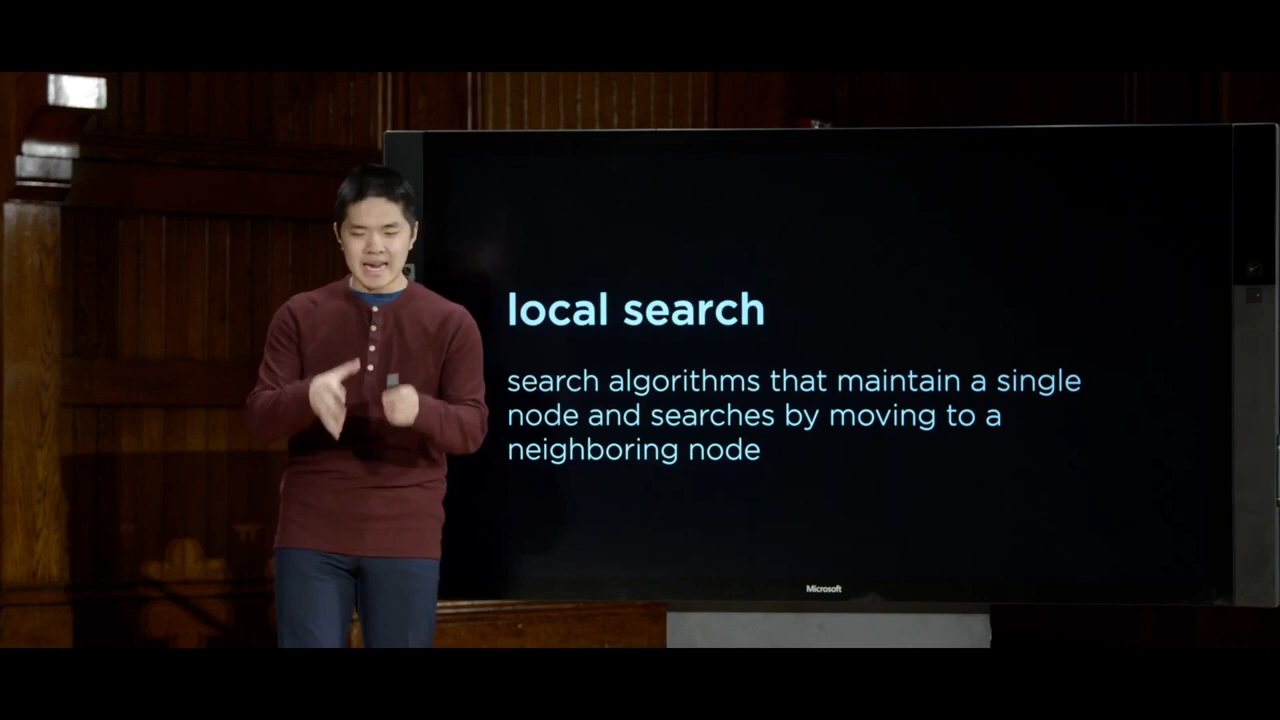 local search
search algorithms that maintain a single
node and searches by moving to a
neighboring node
Microsoft